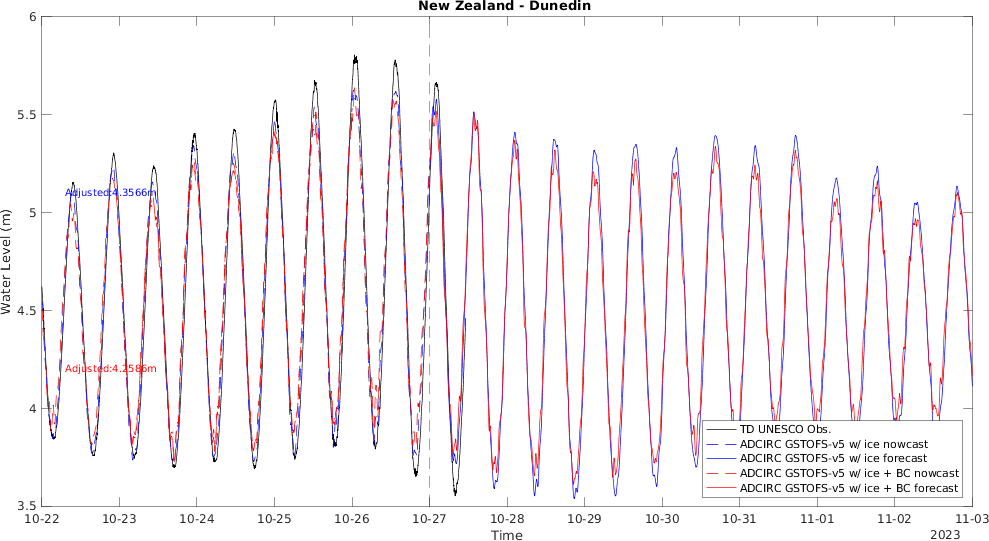 New Zealand - Dunedin
6
5.5
5
4.5
4
3.5
Water Level (m)
Adjusted:4.3566m
Adjusted:4.2586m
TD UNESCO Obs.
ADCIRC GSTOFS-v5 w/ ice nowcast
ADCIRC GSTOFS-v5 w/ ice forecast
ADCIRC GSTOFS-v5 w/ ice + BC nowcast
ADCIRC GSTOFS-v5 w/ ice + BC forecast
10-22 10-23 10-24 10-25 10-26 10-27 10-28 10-29 10-30 10-31 11-01 11-02 11-03
Time
2023